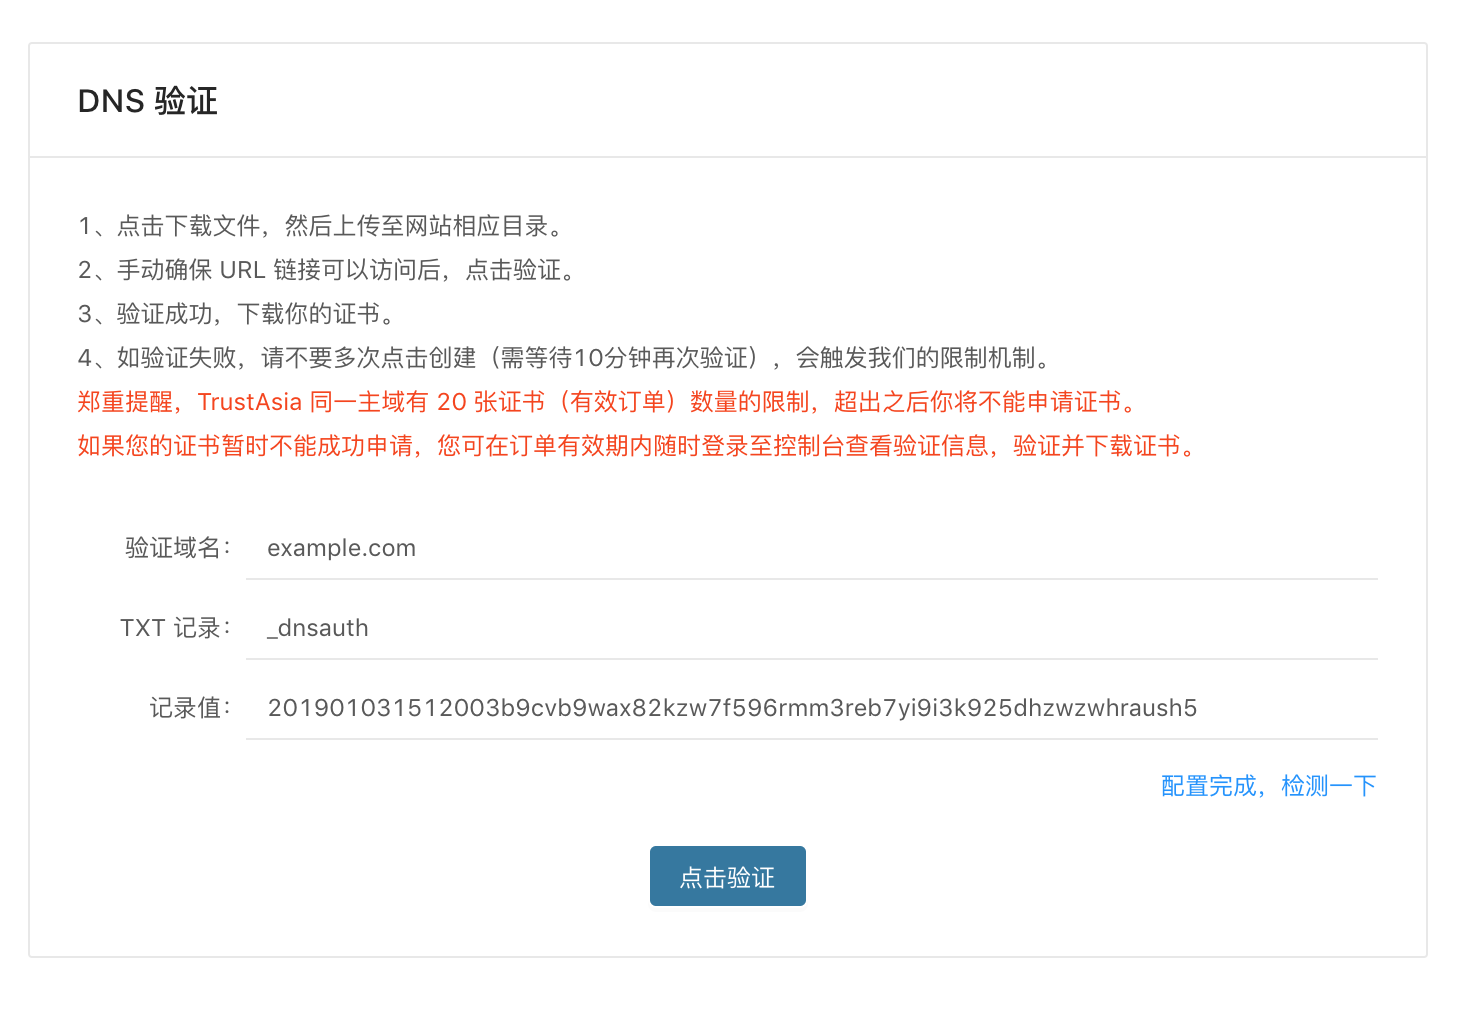 DNS 验证
1、点击下载文件，然后上传至网站相应目录。
2、手动确保 URL 链接可以访问后，点击验证。
3、验证成功，下载你的证书。
4、如验证失败，请不要多次点击创建（需等待10分钟再次验证），会触发我们的限制机制。
郑重提醒，TrustAsia 同一主域有 20 张证书（有效订单）数量的限制，超出之后你将不能申请证书。
如果您的证书暂时不能成功申请，您可在订单有效期内随时登录至控制台查看验证信息，验证并下载证书。
验证域名： example.com
TXT 记录： _dnsauth
记录值： 201901031512003b9cvb9wax82kzw7f596rmm3reb7yi9i3k925dhzwzwhraush5
配置完成，检测一下
点击验证